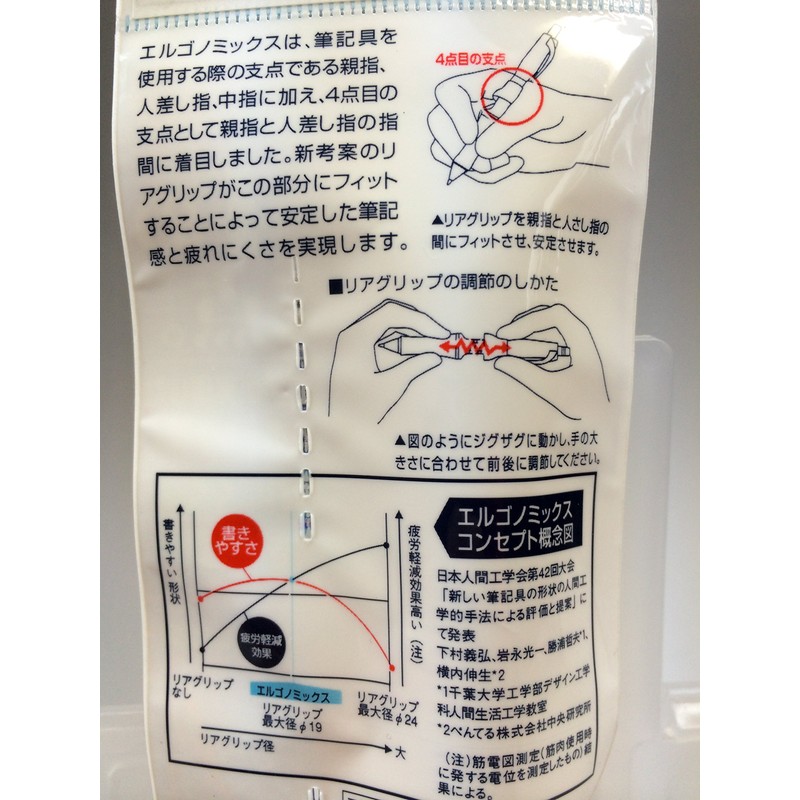 エルゴノミックスは、筆記具を
使用する際の支点である親指、
人差し指、中指に加え、4点目の
支点として親指と人差し指の指
間に着目しました。新考案のリ
アグリップがこの部分にフィット
することによって安定した筆記
感と疲れにくさを実現します。
4点目の支点
▲リアグリップを親指と人さし指の
間にフィットさせ、安定させます。
■リアグリップの調節のしかた
▲図のようにジグザグに動かし、手の大
きさに合わせて前後に調節してください。
書きやすい形状
書き
やすさ
疲労軽減
効果
疲労軽減効果高い(注)
リアグリップ
なし
エルゴノミックス
リアグリップ
最大径φ19
リアグリップ
最大径φ24
リアグリップ径
大
エルゴノミックス
コンセプト概念図
日本人間工学会第42回大会
「新しい筆記具の形状の人間工
学的手法による評価と提案」に
て発表
下村義弘、岩永光一、勝浦哲夫*1、
横内伸生*2
*1千葉大学工学部デザイン工学
科人間生活工学教室
*2ぺんてる株式会社中央研究所
(注)筋電図測定(筋肉使用時
に発する電位を測定したもの)結
果による。